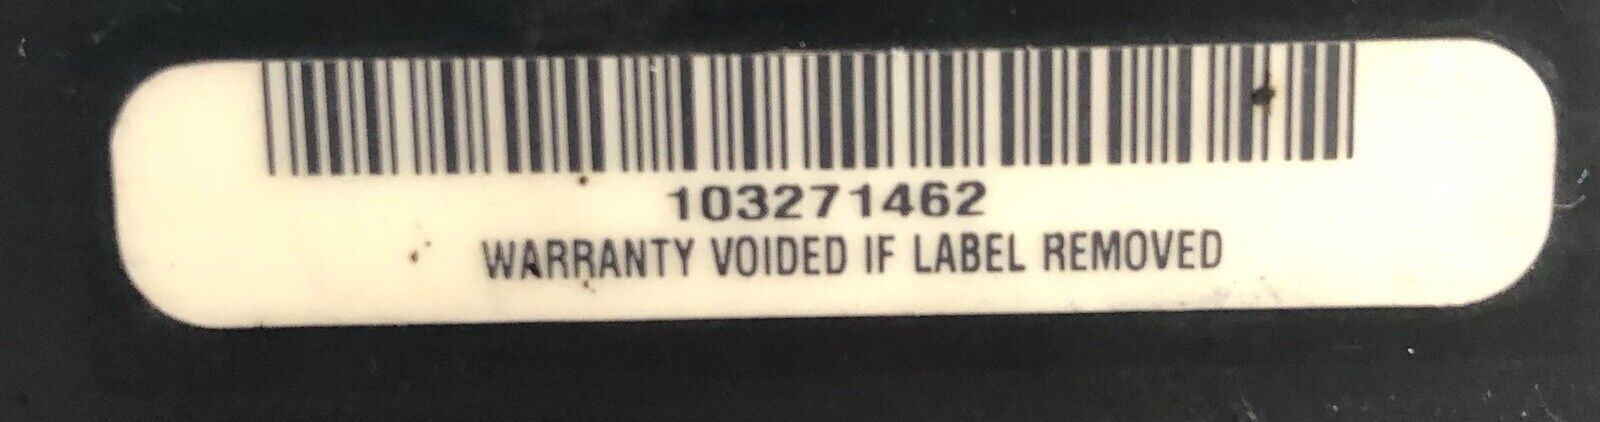 103271462
WARRANTY VOIDED IF LABEL REMOVED